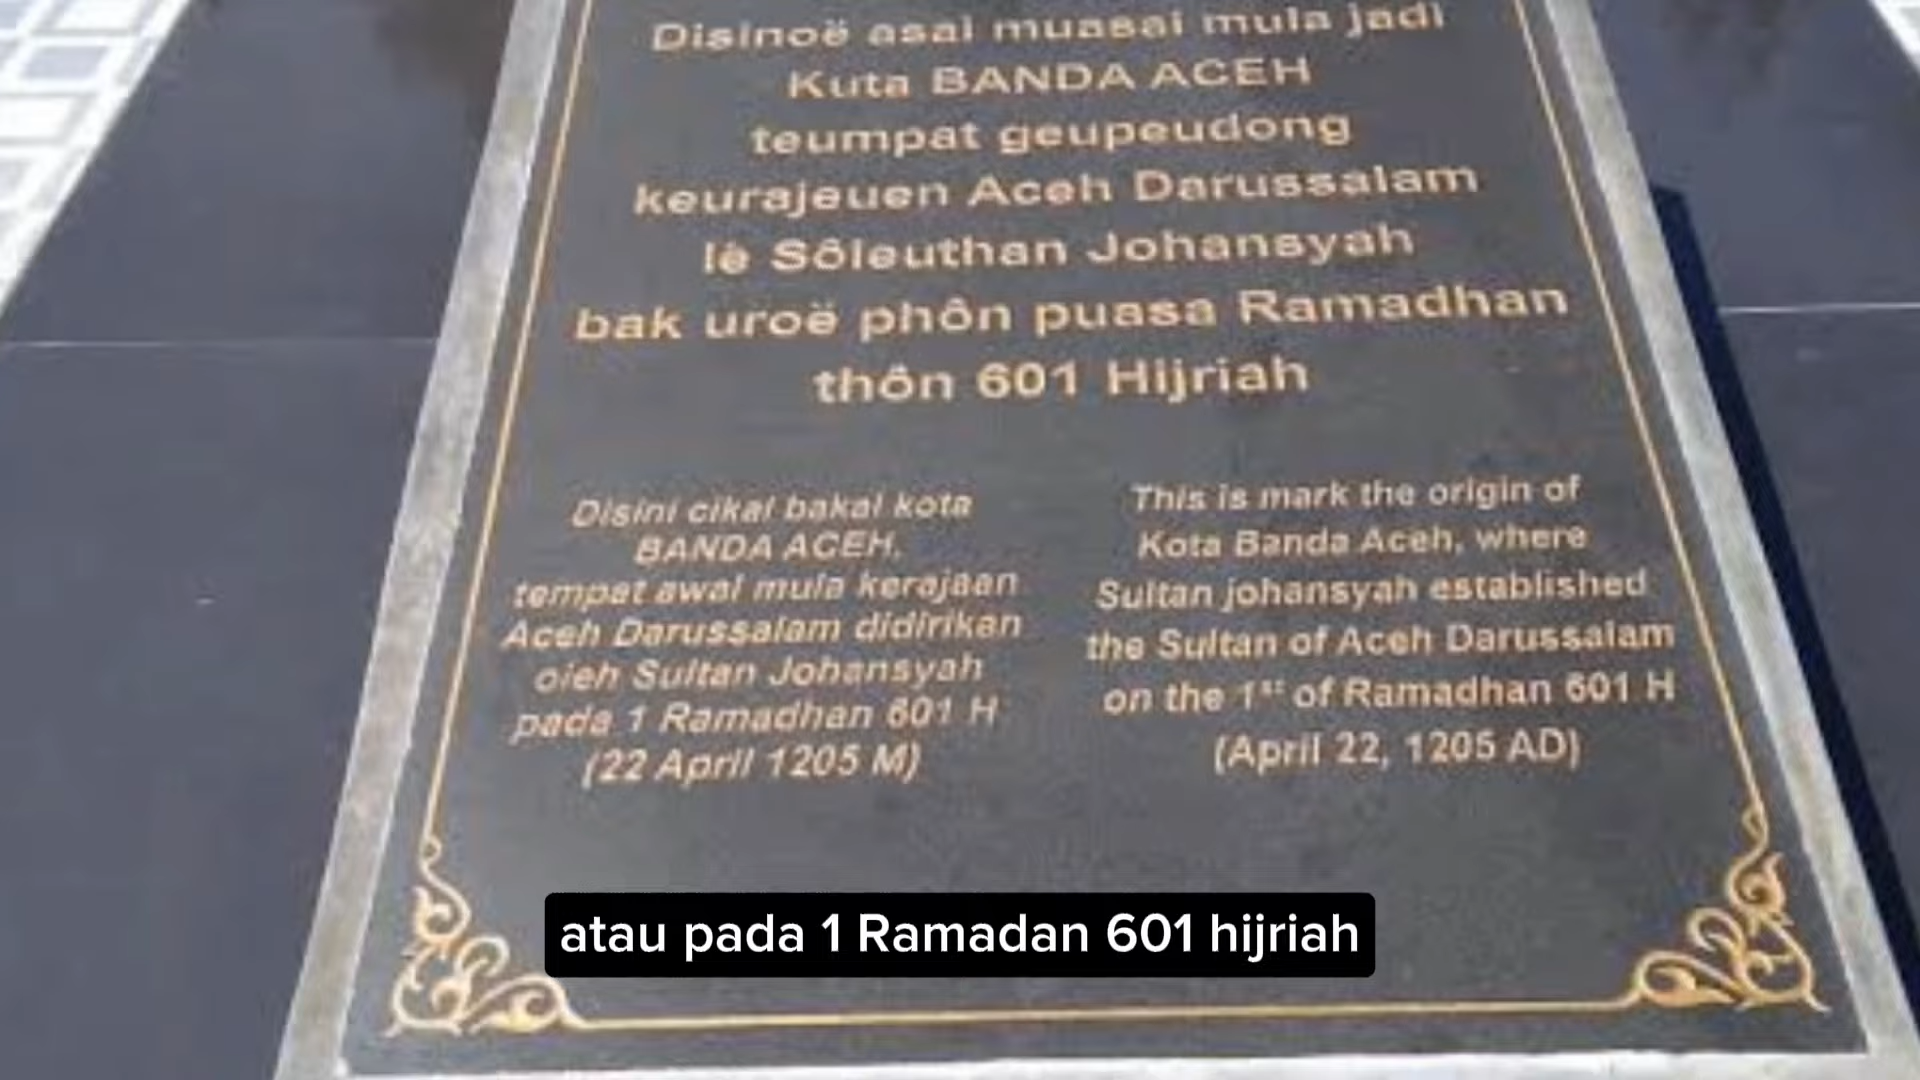 Disinoë asal muasai mula jadi
Kuta BANDA ACEH
teumpat geupeudong
keurajeuen Aceh Darussalam
lè Sôleuthan Johansyah
bak uroë phôn puasa Ramadhan
thôn 601 Hijriah
Disini cikal bakal kota
BANDA ACEH,
tempat awal mula kerajaan
Aceh Darussalam didirikan
oleh Sultan Johansyah
pada 1 Ramadhan 601 H
(22 April 1205 M)
This is mark the origin of
Kota Banda Aceh, where
Sultan johansyah established
the Sultan of Aceh Darussalam
on the 1st of Ramadhan 601 H
(April 22, 1205 AD)
atau pada 1 Ramadan 601 hijriah